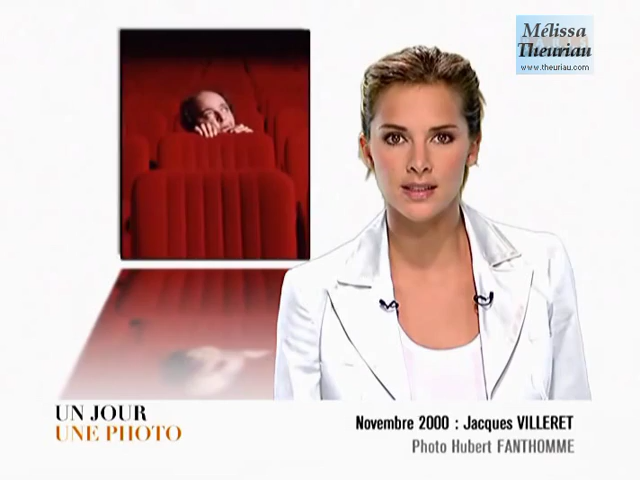 Mélissa
Theuriau
www.theuriau.com
UN JOUR
UNE PHOTO
Novembre 2000 : Jacques VILLERET
Photo Hubert FANTHOMME